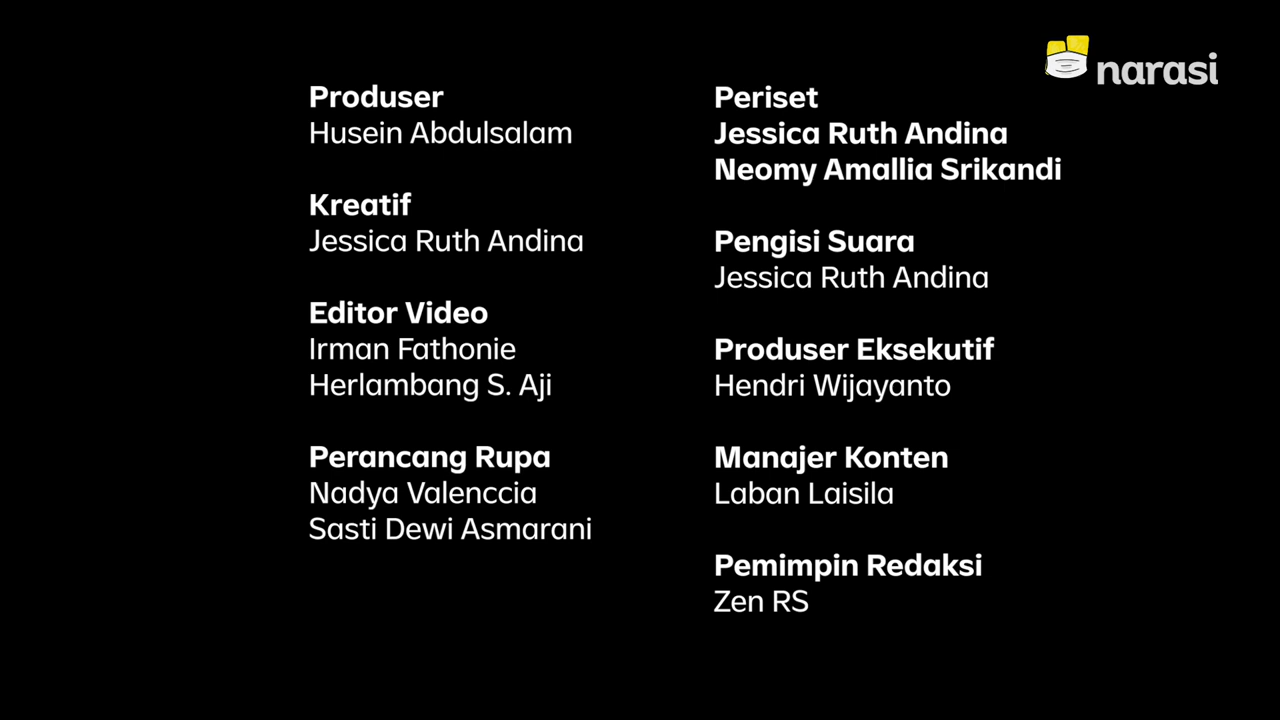 narasi
Produser
Husein Abdulsalam
Kreatif
Jessica Ruth Andina
Editor Video
Irman Fathonie
Herlambang S. Aji
Perancang Rupa
Nadya Valenccia
Sasti Dewi Asmarani
Periset
Jessica Ruth Andina
Neomy Amallia Srikandi
Pengisi Suara
Jessica Ruth Andina
Produser Eksekutif
Hendri Wijayanto
Manajer Konten
Laban Laisila
Pemimpin Redaksi
Zen RS